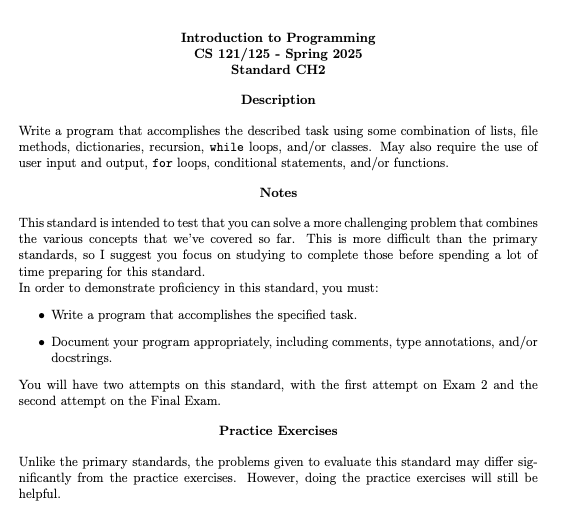 Introduction to Programming
CS 121/125 - Spring 2025
Standard CH2
Description
Write a program that accomplishes the described task using some combination of lists, file
methods, dictionaries, recursion, while loops, and/or classes. May also require the use of
user input and output, for loops, conditional statements, and/or functions.
Notes
This standard is intended to test that you can solve a more challenging problem that combines
the various concepts that we've covered so far. This is more difficult than the primary
standards, so I suggest you focus on studying to complete those before spending a lot of
time preparing for this standard.
In order to demonstrate proficiency in this standard, you must:
• Write a program that accomplishes the specified task.
• Document your program appropriately, including comments, type annotations, and/or
docstrings.
You will have two attempts on this standard, with the first attempt on Exam 2 and the
second attempt on the Final Exam.
Practice Exercises
Unlike the primary standards, the problems given to evaluate this standard may differ sig-
nificantly from the practice exercises. However, doing the practice exercises will still be
helpful.